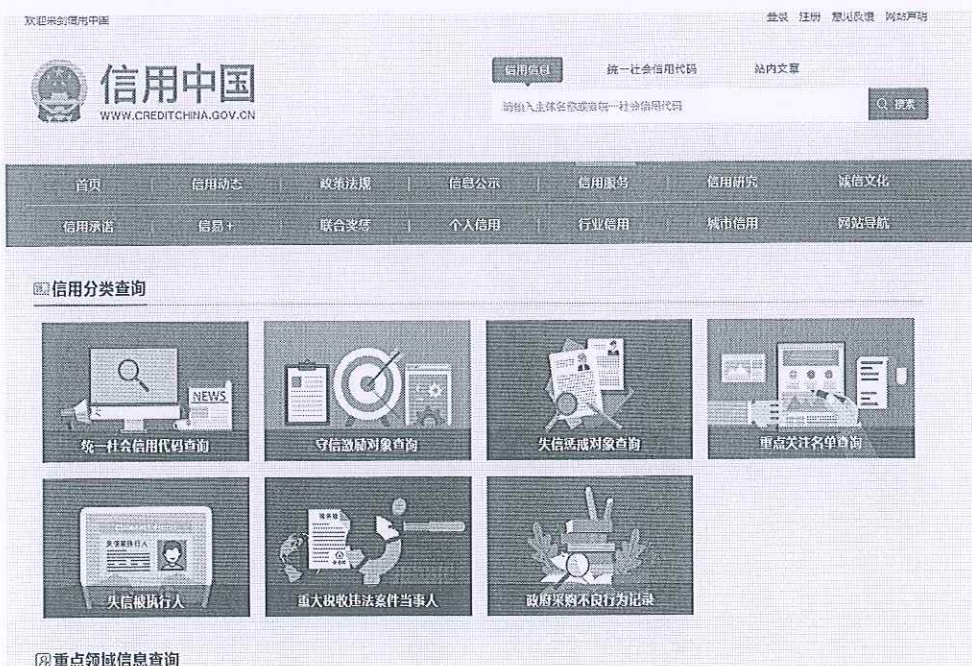 欢迎来到信用中国
登录 注册 意见反馈 网站声明
信用信息 统一社会信用代码 站内文章
信用中国
WWW.CREDITCHINA.GOV.CN
请输入主体名称或者统一社会信用代码
搜索
首页 信用动态 政策法规 信息公示 信用服务 信用研究 诚信文化
信用承诺 信易+ 联合奖惩 个人信用 行业信用 城市信用 网站导航
信用分类查询
NEWS
统一社会信用代码查询 守信激励对象查询 失信惩戒对象查询 重点关注名单查询
失信被执行人
失信被执行人 重大税收违法案件当事人 政府采购不良行为记录
重点领域信息查询